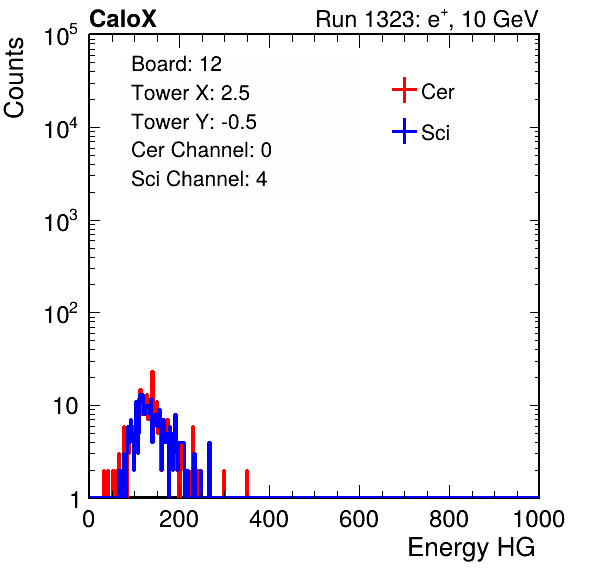 CaloX Run 1323: e⁺, 10 GeV
Counts
10⁵
10⁴
10³
10²
10
1
Board: 12
Tower X: 2.5
Tower Y: -0.5
Cer Channel: 0
Sci Channel: 4
Cer
Sci
0 200 400 600 800 1000
Energy HG